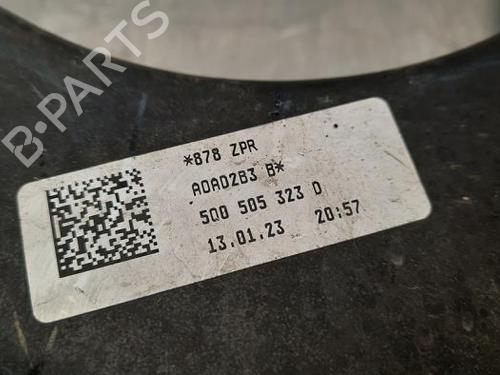 B-PARTS
*878 ZPR
A0AD2B3 B*
5Q0 505 323 D
13.01.23 20:57